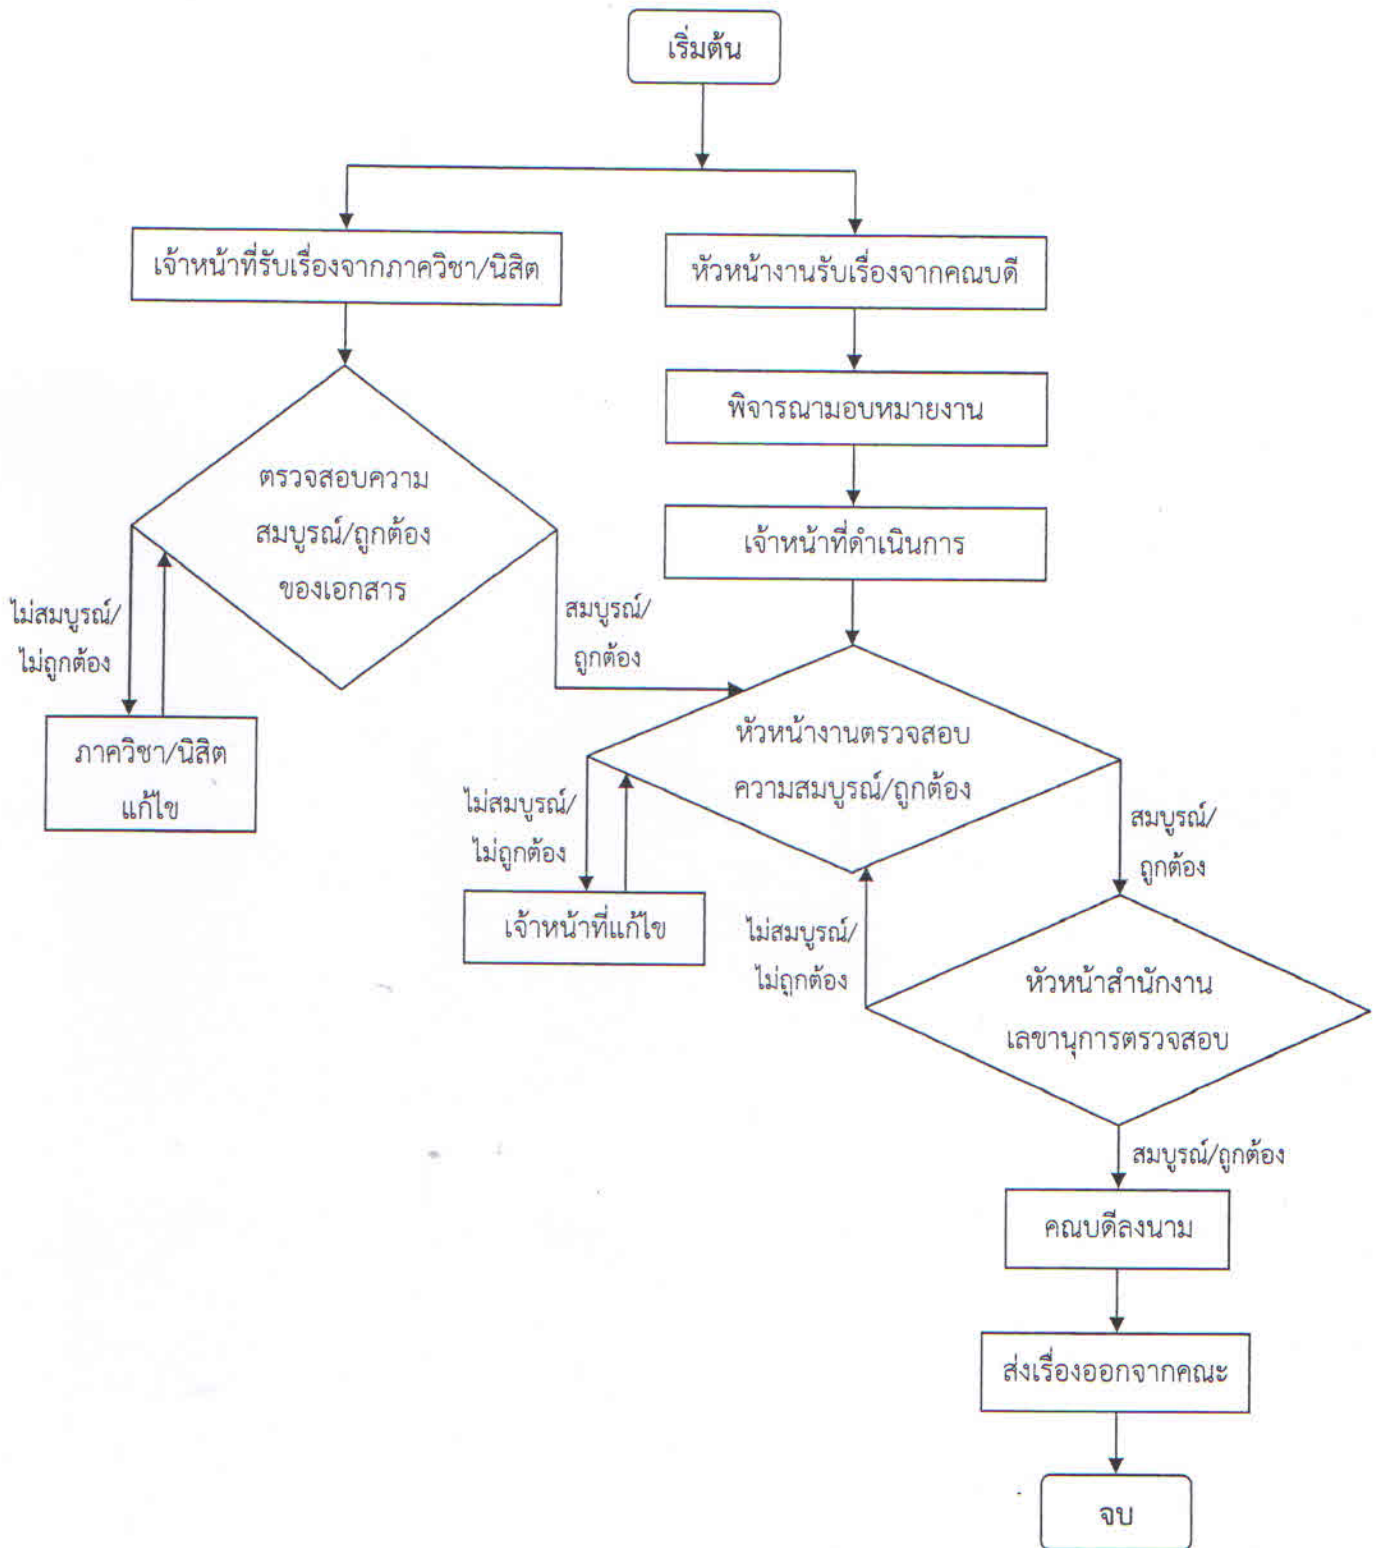 เริ่มต้น
เจ้าหน้าที่รับเรื่องจากภาควิชา/นิสิต
หัวหน้างานรับเรื่องจากคณบดี
พิจารณามอบหมายงาน
ตรวจสอบความ
สมบูรณ์/ถูกต้อง
ของเอกสาร
เจ้าหน้าที่ดำเนินการ
ไม่สมบูรณ์/
ไม่ถูกต้อง
สมบูรณ์/
ถูกต้อง
ภาควิชา/นิสิต
แก้ไข
หัวหน้างานตรวจสอบ
ความสมบูรณ์/ถูกต้อง
ไม่สมบูรณ์/
ไม่ถูกต้อง
สมบูรณ์/
ถูกต้อง
เจ้าหน้าที่แก้ไข
ไม่สมบูรณ์/
ไม่ถูกต้อง
หัวหน้าสำนักงาน
เลขานุการตรวจสอบ
สมบูรณ์/ถูกต้อง
คณบดีลงนาม
ส่งเรื่องออกจากคณะ
จบ